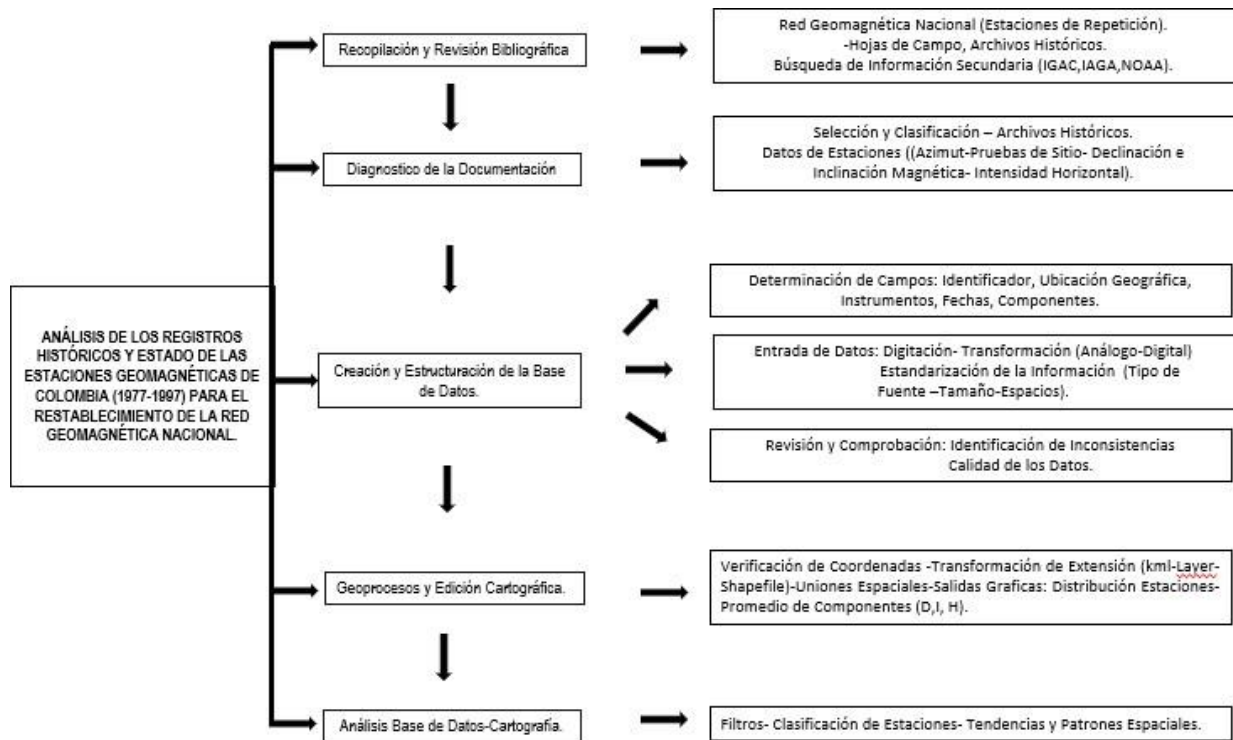 Recopilación y Revisión Bibliográfica
Red Geomagnética Nacional (Estaciones de Repetición).
-Hojas de Campo, Archivos Históricos.
Búsqueda de Información Secundaria (IGAC,IAGA,NOAA).
Diagnostico de la Documentación
Selección y Clasificación – Archivos Históricos.
Datos de Estaciones ((Azimut-Pruebas de Sitio- Declinación e
Inclinación Magnética- Intensidad Horizontal).
ANÁLISIS DE LOS REGISTROS
HISTÓRICOS Y ESTADO DE LAS
ESTACIONES GEOMAGNÉTICAS DE
COLOMBIA (1977-1997) PARA EL
RESTABLECIMIENTO DE LA RED
GEOMAGNÉTICA NACIONAL.
Creación y Estructuración de la Base
de Datos.
Determinación de Campos: Identificador, Ubicación Geográfica,
Instrumentos, Fechas, Componentes.
Entrada de Datos: Digitación- Transformación (Análogo-Digital)
Estandarización de la Información (Tipo de
Fuente –Tamaño-Espacios).
Revisión y Comprobación: Identificación de Inconsistencias
Calidad de los Datos.
Geoprocesos y Edición Cartográfica.
Verificación de Coordenadas -Transformación de Extensión (kml-Layer-
Shapefile)-Uniones Espaciales-Salidas Graficas: Distribución Estaciones-
Promedio de Componentes (D,I, H).
Análisis Base de Datos-Cartografía.
Filtros- Clasificación de Estaciones- Tendencias y Patrones Espaciales.